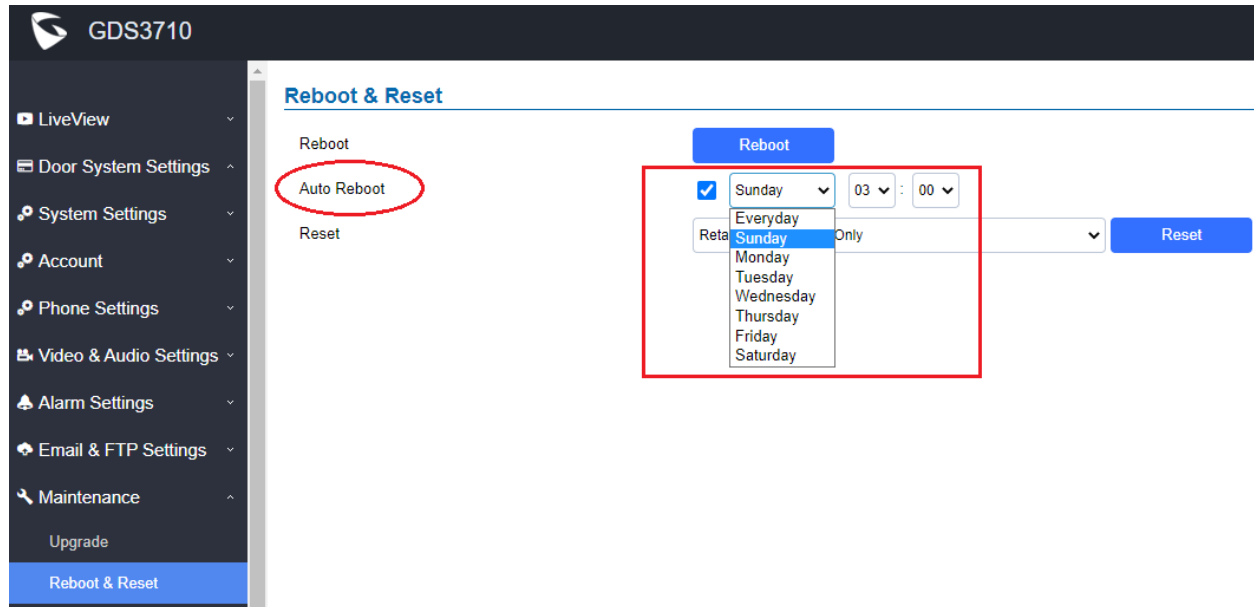 GDS3710
LiveView
Door System Settings
System Settings
Account
Phone Settings
Video & Audio Settings
Alarm Settings
Email & FTP Settings
Maintenance
Upgrade
Reboot & Reset
Reboot & Reset
Reboot
Reboot
Auto Reboot
Sunday
03 : 00
Everyday
Sunday
Monday
Tuesday
Wednesday
Thursday
Friday
Saturday
Reset
Only
Reset